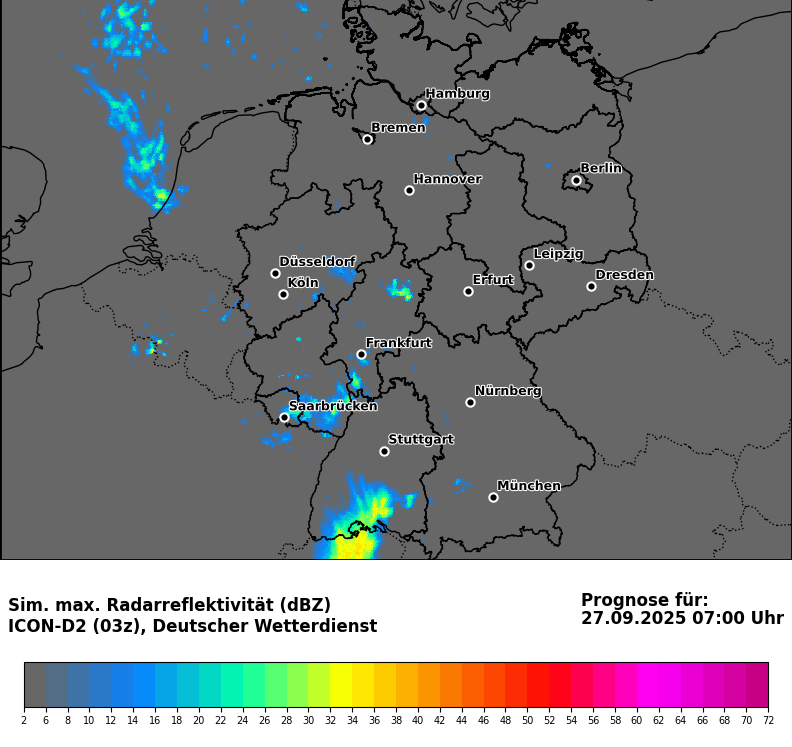 Hamburg
Bremen
Berlin
Hannover
Leipzig
Düsseldorf
Dresden
Köln
Erfurt
Frankfurt
Nürnberg
Saarbrücken
Stuttgart
München
Sim. max. Radarreflektivität (dBZ)
ICON-D2 (03z), Deutscher Wetterdienst
Prognose für:
27.09.2025 07:00 Uhr
2 6 8 10 12 14 16 18 20 22 24 26 28 30 32 34 36 38 40 42 44 46 48 50 52 54 56 58 60 62 64 66 68 70 72